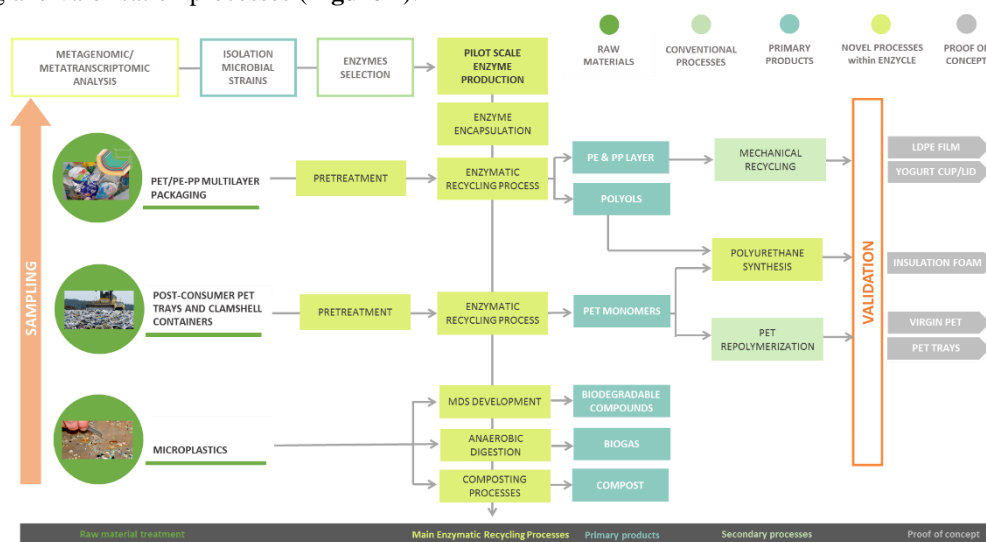 g and valorisation processes (Figure 1).
METAGENOMIC/
METATRANSCRIPTOMIC
ANALYSIS
ISOLATION
MICROBIAL
STRAINS
ENZYMES
SELECTION
PILOT SCALE
ENZYME
PRODUCTION
RAW
MATERIALS
CONVENTIONAL
PROCESSES
PRIMARY
PRODUCTS
NOVEL PROCESSES
within ENZYCLE
PROOF OF
CONCEPT
ENZYME
ENCAPSULATION
SAMPLING
PET/PE-PP MULTILAYER
PACKAGING
PRETREATMENT
ENZYMATIC
RECYCLING PROCESS
PE & PP LAYER
POLYOLS
MECHANICAL
RECYCLING
VALIDATION
LDPE FILM
YOGURT CUP/LID
POLYURETHANE
SYNTHESIS
INSULATION FOAM
POST-CONSUMER PET
TRAYS AND CLAMSHELL
CONTAINERS
PRETREATMENT
ENZYMATIC
RECYCLING PROCESS
PET MONOMERS
PET
REPOLYMERIZATION
VIRGIN PET
PET TRAYS
MICROPLASTICS
MDS DEVELOPMENT
BIODEGRADABLE
COMPOUNDS
ANAEROBIC
DIGESTION
BIOGAS
COMPOSTING
PROCESSES
COMPOST
Raw material treatment
Main Enzymatic Recycling Processes
Primary products
Secondary processes
Proof of concept